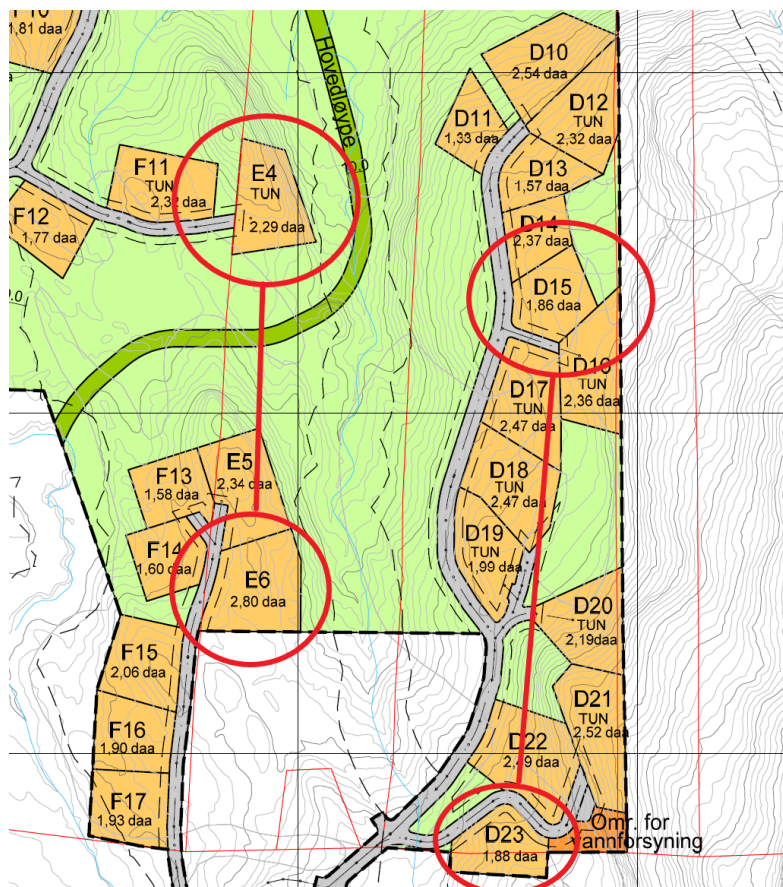 1,81 daa
Hovedløype
D10
2,54 daa
D11
1,33 daa
D12
TUN
2,32 daa
F11
TUN
2,32 daa
E4
TUN
2,29 daa
D13
1,57 daa
F12
1,77 daa
D14
2,37 daa
D15
1,86 daa
D16
TUN
2,36 daa
D17
TUN
2,47 daa
F13
1,58 daa
E5
2,34 daa
D18
TUN
2,47 daa
F14
1,60 daa
D19
TUN
1,99 daa
E6
2,80 daa
D20
TUN
2,19daa
F15
2,06 daa
D21
TUN
2,52 daa
F16
1,90 daa
D22
2,49 daa
F17
1,93 daa
D23
1,88 daa
Omr. for
vannforsyning